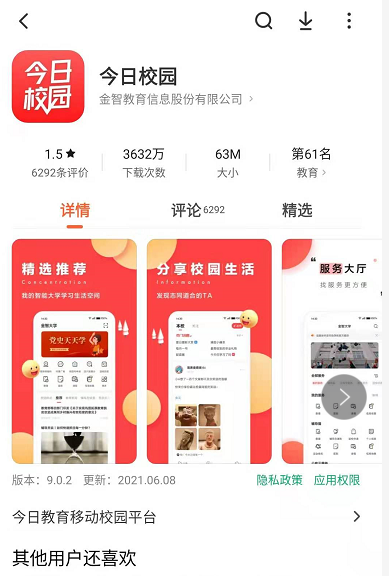 今日校园
今日校园
金智教育信息股份有限公司
1.5★ 3632万 63M 第61名
6292条评价 下载次数 大小 教育
详情 评论 6292 精选
精选推荐
Concentration
我的智能大学学习生活空间
金智大学
党史天天学
分享校园生活
Information
发现志同道合的TA
服务大厅
找服务更方便
金智大学
版本：9.0.2 更新：2021.06.08 隐私政策 应用权限
今日教育移动校园平台
其他用户还喜欢